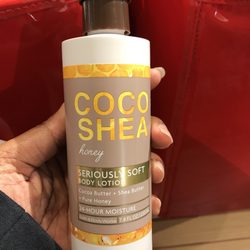 COCO
SHEA
honey
SERIOUSLY SOFT
BODY LOTION
Cocoa Butter + Shea Butter
+ Pure Honey
24-HOUR MOISTURE